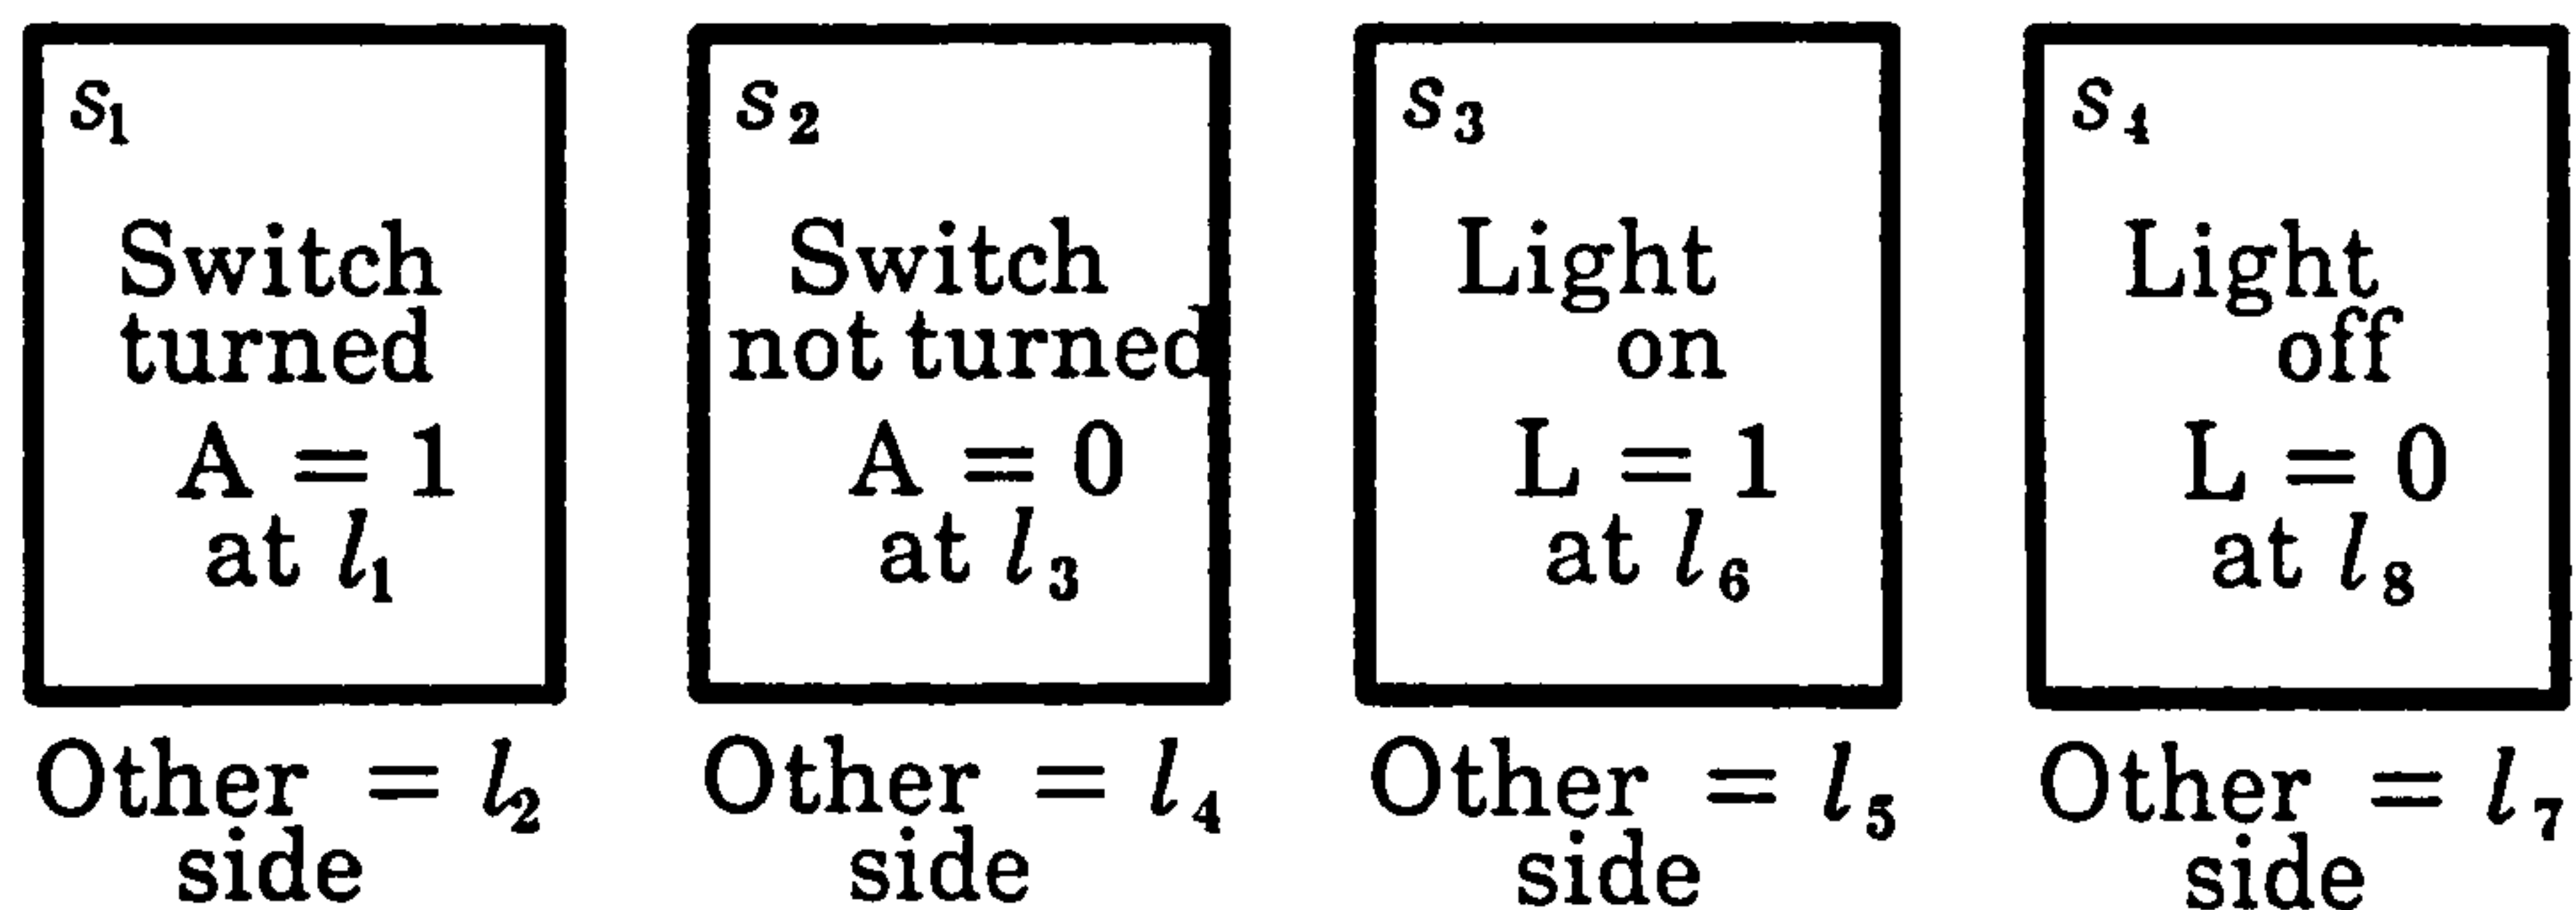 s₁
Switch
turned
A = 1
at l₁
Other = l₂
side
s₂
Switch
not turned
A = 0
at l₃
Other = l₄
side
s₃
Light
on
L = 1
at l₆
Other = l₅
side
s₄
Light
off
L = 0
at l₈
Other = l₇
side